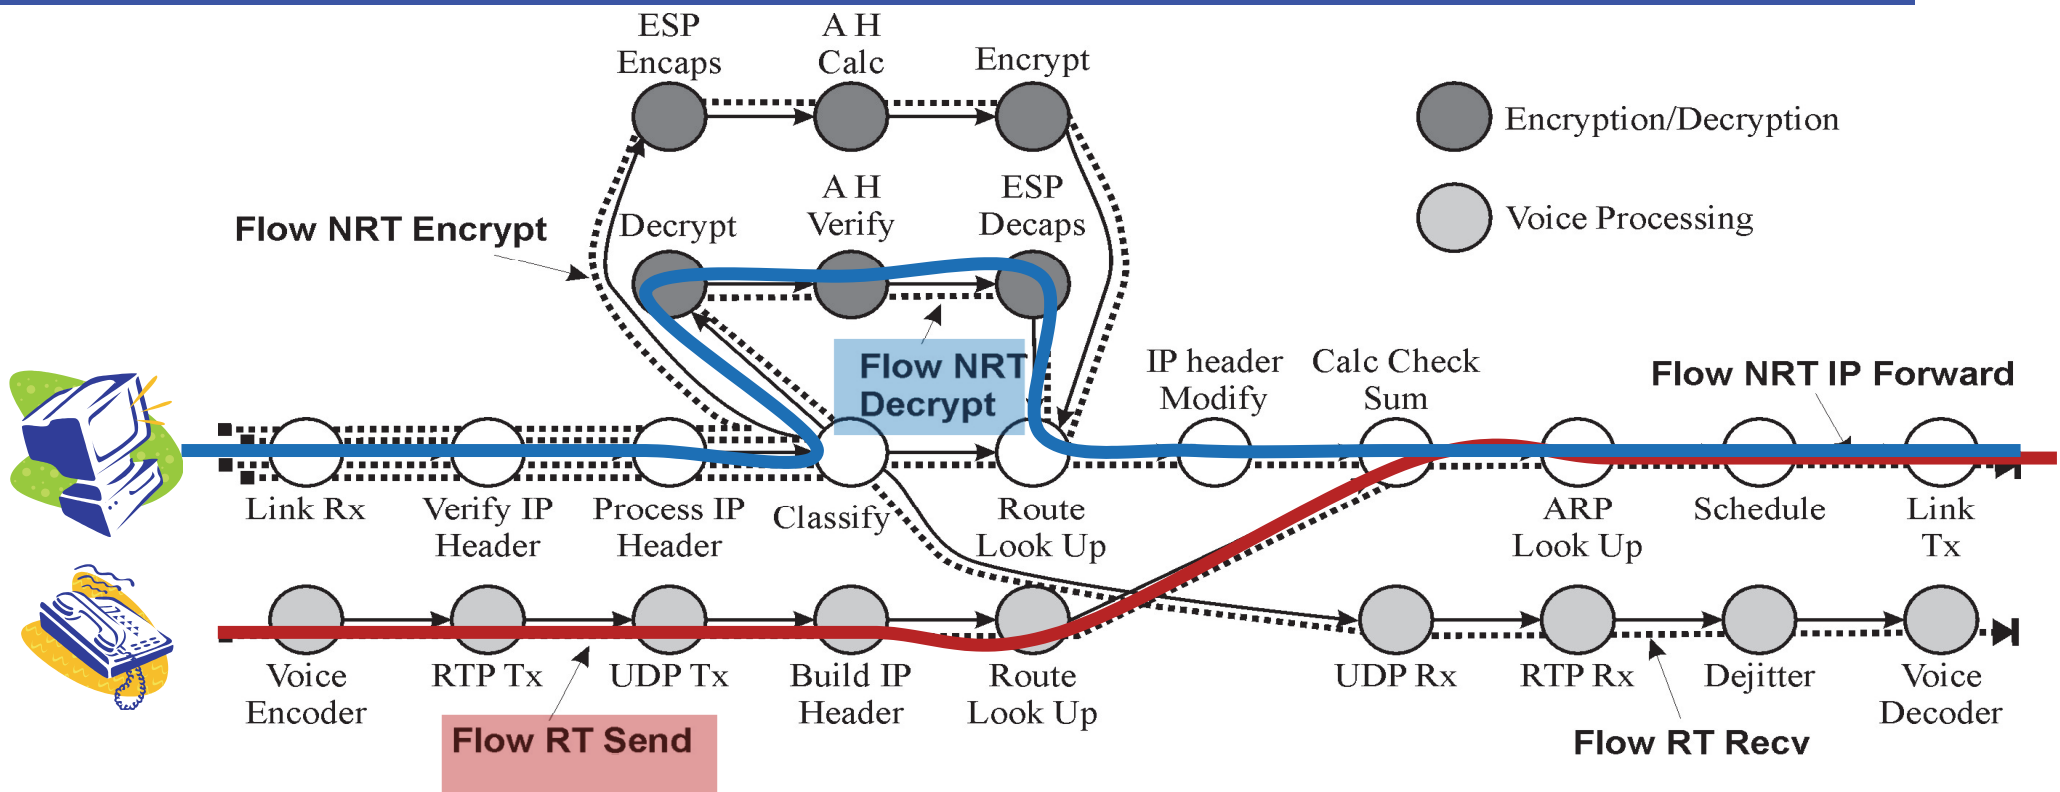 ESP
Encaps
A H
Calc
Encrypt
Encryption/Decryption
Voice Processing
Flow NRT Encrypt
Decrypt
A H
Verify
ESP
Decaps
Flow NRT
Decrypt
IP header
Modify
Calc Check
Sum
Flow NRT IP Forward
Link Rx
Verify IP
Header
Process IP
Header
Classify
Route
Look Up
ARP
Look Up
Schedule
Link
Tx
Voice
Encoder
RTP Tx
UDP Tx
Build IP
Header
Route
Look Up
UDP Rx
RTP Rx
Dejitter
Voice
Decoder
Flow RT Send
Flow RT Recv